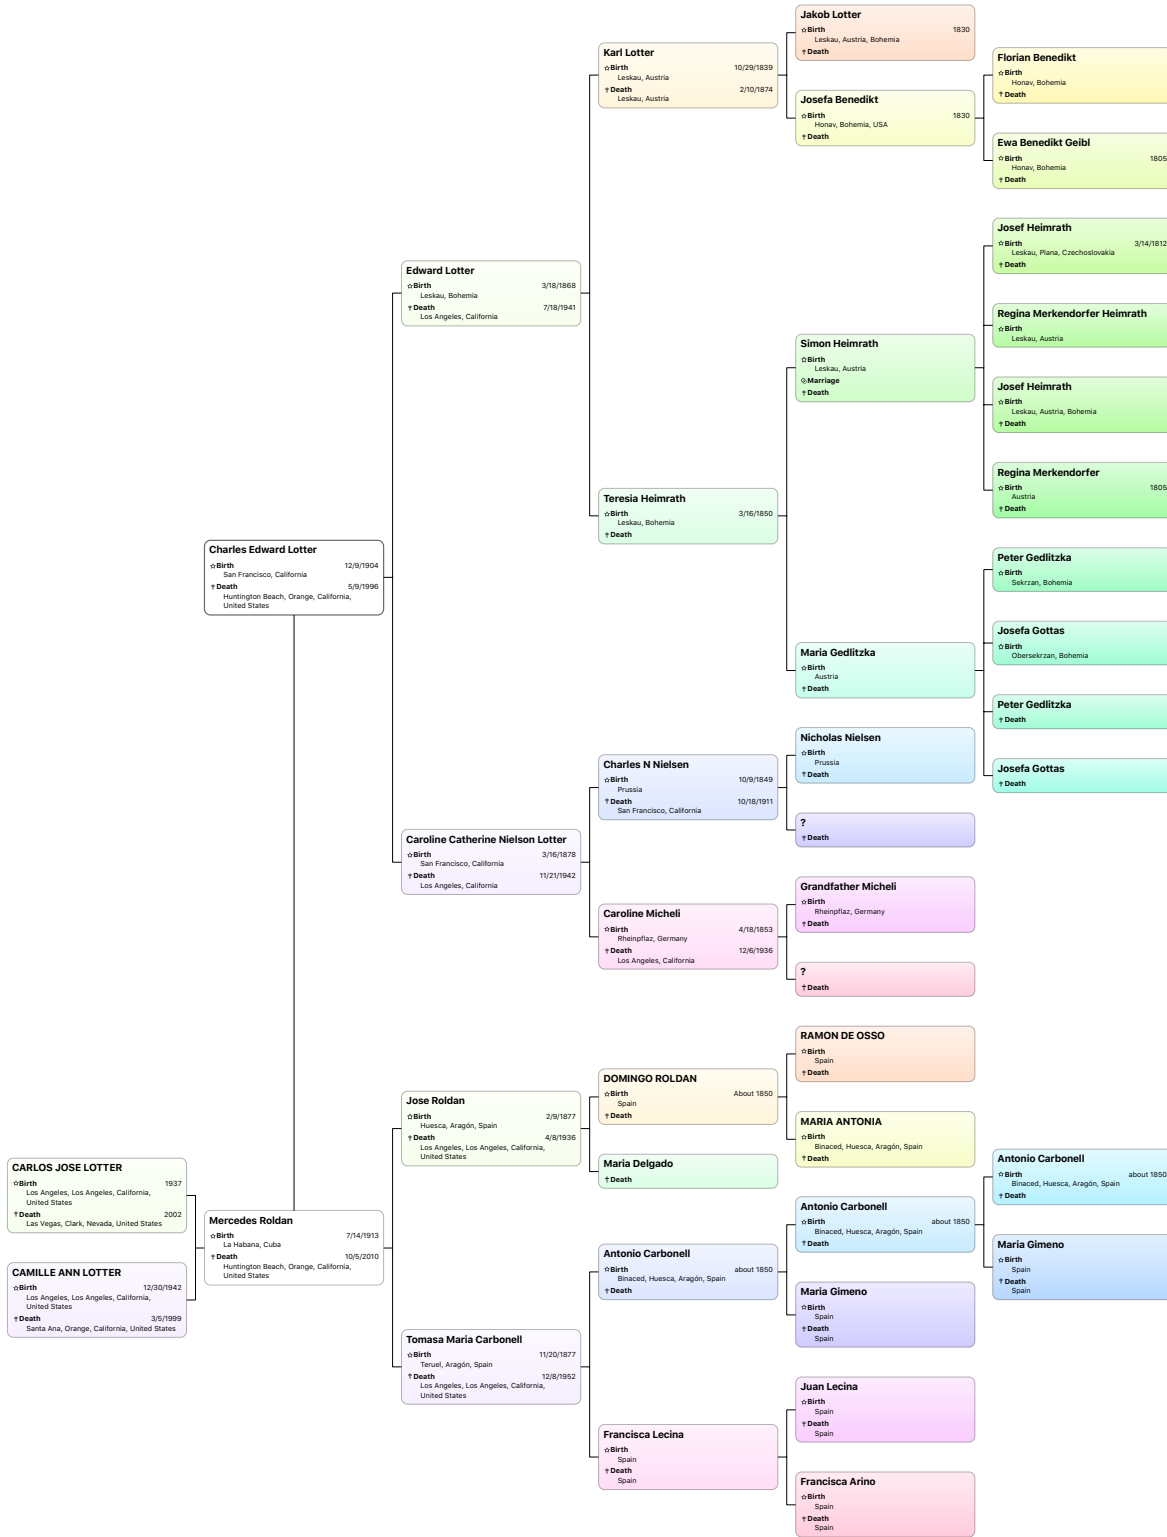 Jakob Lotter
☆Birth 1830
Leskau, Austria, Bohemia
†Death
Karl Lotter
☆Birth 10/29/1839
Leskau, Austria
†Death 2/10/1874
Leskau, Austria
Florian Benedikt
☆Birth
Honav, Bohemia
†Death
Josefa Benedikt
☆Birth 1830
Honav, Bohemia, USA
†Death
Ewa Benedikt Geibl
☆Birth 1805
Honav, Bohemia
†Death
Josef Heimrath
☆Birth 3/14/1812
Leskau, Plana, Czechoslovakia
†Death
Edward Lotter
☆Birth 3/18/1868
Leskau, Bohemia
†Death 7/18/1941
Los Angeles, California
Regina Merkendorfer Heimrath
☆Birth
Leskau, Austria
Simon Heimrath
☆Birth
Leskau, Austria
⚭Marriage
†Death
Josef Heimrath
☆Birth
Leskau, Austria, Bohemia
†Death
Regina Merkendorfer
☆Birth 1805
Austria
†Death
Teresia Heimrath
☆Birth 3/16/1850
Leskau, Bohemia
†Death
Charles Edward Lotter
☆Birth 12/9/1904
San Francisco, California
†Death 5/9/1996
Huntington Beach, Orange, California,
United States
Peter Gedlitzka
☆Birth
Sekrzan, Bohemia
Josefa Gottas
☆Birth
Obersekrzan, Bohemia
Maria Gedlitzka
☆Birth
Austria
†Death
Peter Gedlitzka
†Death
Nicholas Nielsen
☆Birth
Prussia
†Death
Charles N Nielsen
☆Birth 10/9/1849
Prussia
†Death 10/18/1911
San Francisco, California
Josefa Gottas
†Death
?
†Death
Caroline Catherine Nielson Lotter
☆Birth 3/16/1878
San Francisco, California
†Death 11/21/1942
Los Angeles, California
Grandfather Micheli
☆Birth
Rheinpflaz, Germany
†Death
Caroline Micheli
☆Birth 4/18/1853
Rheinpflaz, Germany
†Death 12/6/1936
Los Angeles, California
?
†Death
RAMON DE OSSO
☆Birth
Spain
†Death
DOMINGO ROLDAN
☆Birth About 1850
Spain
†Death
Jose Roldan
☆Birth 2/9/1877
Huesca, Aragón, Spain
†Death 4/8/1936
Los Angeles, Los Angeles, California,
United States
MARIA ANTONIA
☆Birth
Binaced, Huesca, Aragón, Spain
†Death
Maria Delgado
†Death
CARLOS JOSE LOTTER
☆Birth 1937
Los Angeles, Los Angeles, California,
United States
†Death 2002
Las Vegas, Clark, Nevada, United States
Antonio Carbonell
☆Birth about 1850
Binaced, Huesca, Aragón, Spain
†Death
Antonio Carbonell
☆Birth about 1850
Binaced, Huesca, Aragón, Spain
†Death
Mercedes Roldan
☆Birth 7/14/1913
La Habana, Cuba
†Death 10/5/2010
Huntington Beach, Orange, California,
United States
Maria Gimeno
☆Birth
Spain
†Death
Spain
Antonio Carbonell
☆Birth about 1850
Binaced, Huesca, Aragón, Spain
†Death
CAMILLE ANN LOTTER
☆Birth 12/30/1942
Los Angeles, Los Angeles, California,
United States
†Death 3/5/1999
Santa Ana, Orange, California, United States
Maria Gimeno
☆Birth
Spain
†Death
Spain
Tomasa Maria Carbonell
☆Birth 11/20/1877
Teruel, Aragón, Spain
†Death 12/8/1952
Los Angeles, Los Angeles, California,
United States
Juan Lecina
☆Birth
Spain
†Death
Spain
Francisca Lecina
☆Birth
Spain
†Death
Spain
Francisca Arino
☆Birth
Spain
†Death
Spain